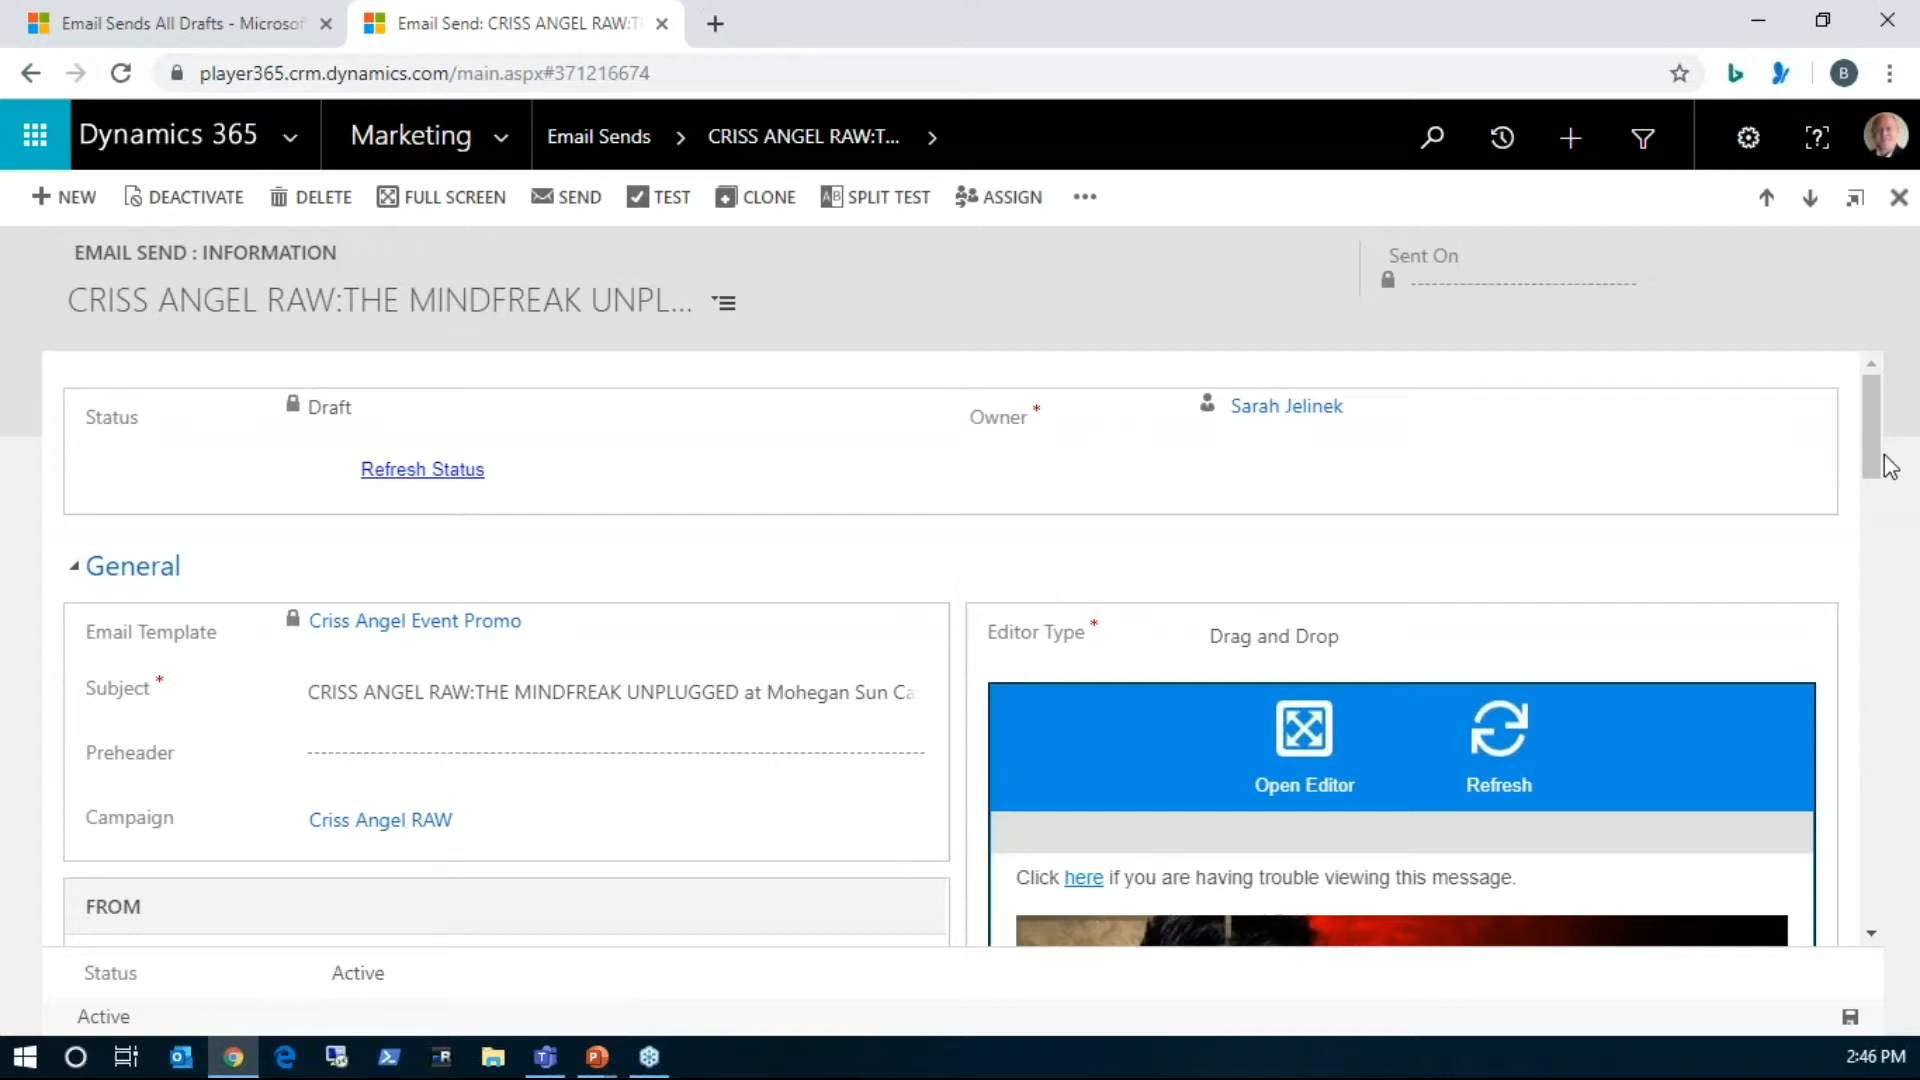 Email Sends All Drafts - Microsof
Email Send: CRISS ANGEL RAW:T
player365.crm.dynamics.com/main.aspx#371216674
B
Dynamics 365
Marketing
Email Sends > CRISS ANGEL RAW:T... >
NEW
DEACTIVATE
DELETE
FULL SCREEN
SEND
TEST
CLONE
SPLIT TEST
ASSIGN
EMAIL SEND : INFORMATION
CRISS ANGEL RAW:THE MINDFREAK UNPL...
Sent On
Status
Draft
Refresh Status
Owner *
Sarah Jelinek
General
Email Template
Criss Angel Event Promo
Subject *
CRISS ANGEL RAW:THE MINDFREAK UNPLUGGED at Mohegan Sun Ca
Preheader
Campaign
Criss Angel RAW
FROM
Editor Type *
Drag and Drop
Open Editor
Refresh
Click here if you are having trouble viewing this message.
Status
Active
Active
2:46 PM